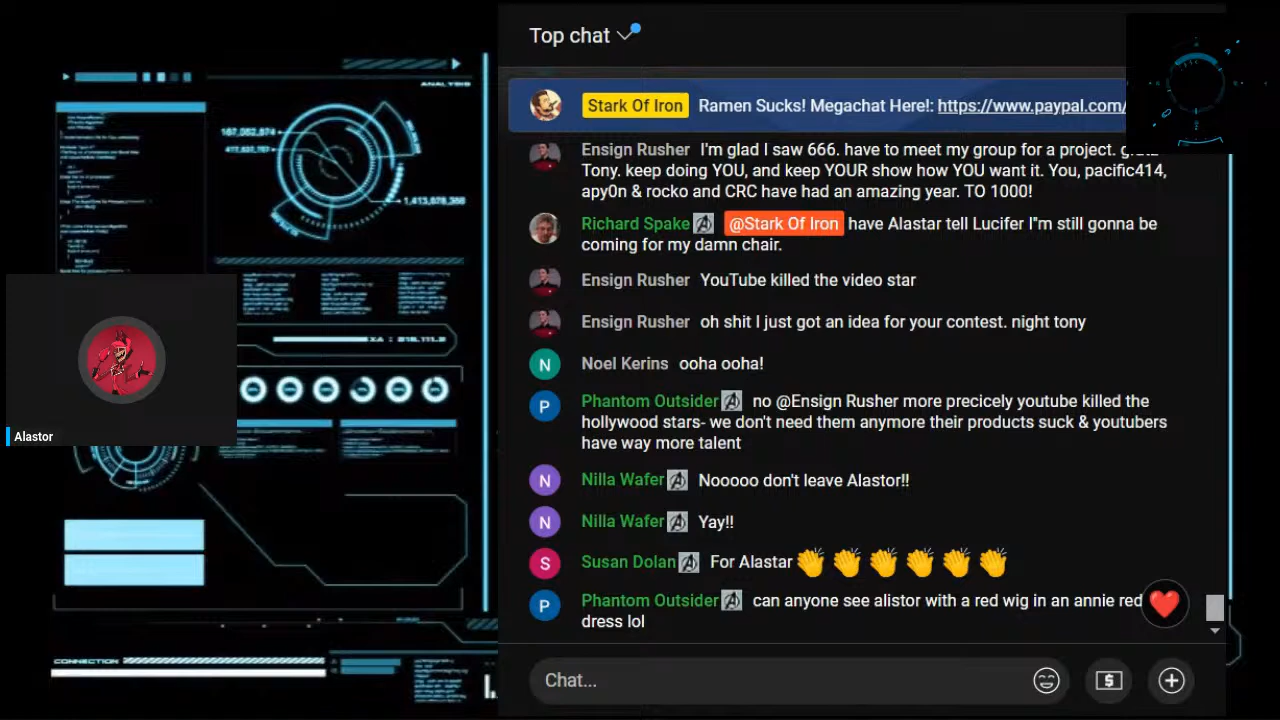 Top chat
ANALYSIS
Stark Of Iron Ramen Sucks! Megachat Here!: https://www.paypal.com/
167,082,874
1,413,878,368
Ensign Rusher I'm glad I saw 666. have to meet my group for a project.
Tony. keep doing YOU, and keep YOUR show how YOU want it. You, pacific414,
apy0n & rocko and CRC have had an amazing year. TO 1000!
Richard Spake @Stark Of Iron have Alastar tell Lucifer I"m still gonna be
coming for my damn chair.
Ensign Rusher YouTube killed the video star
Ensign Rusher oh shit I just got an idea for your contest. night tony
N Noel Kerins ooha ooha!
P Phantom Outsider no @Ensign Rusher more precicely youtube killed the
hollywood stars- we don't need them anymore their products suck & youtubers
have way more talent
Alastor
N Nilla Wafer Nooooo don't leave Alastor!!
N Nilla Wafer Yay!!
S Susan Dolan For Alastar 👏👏👏👏👏👏
P Phantom Outsider can anyone see alistor with a red wig in an annie red
dress lol
CONNECTION
Chat...